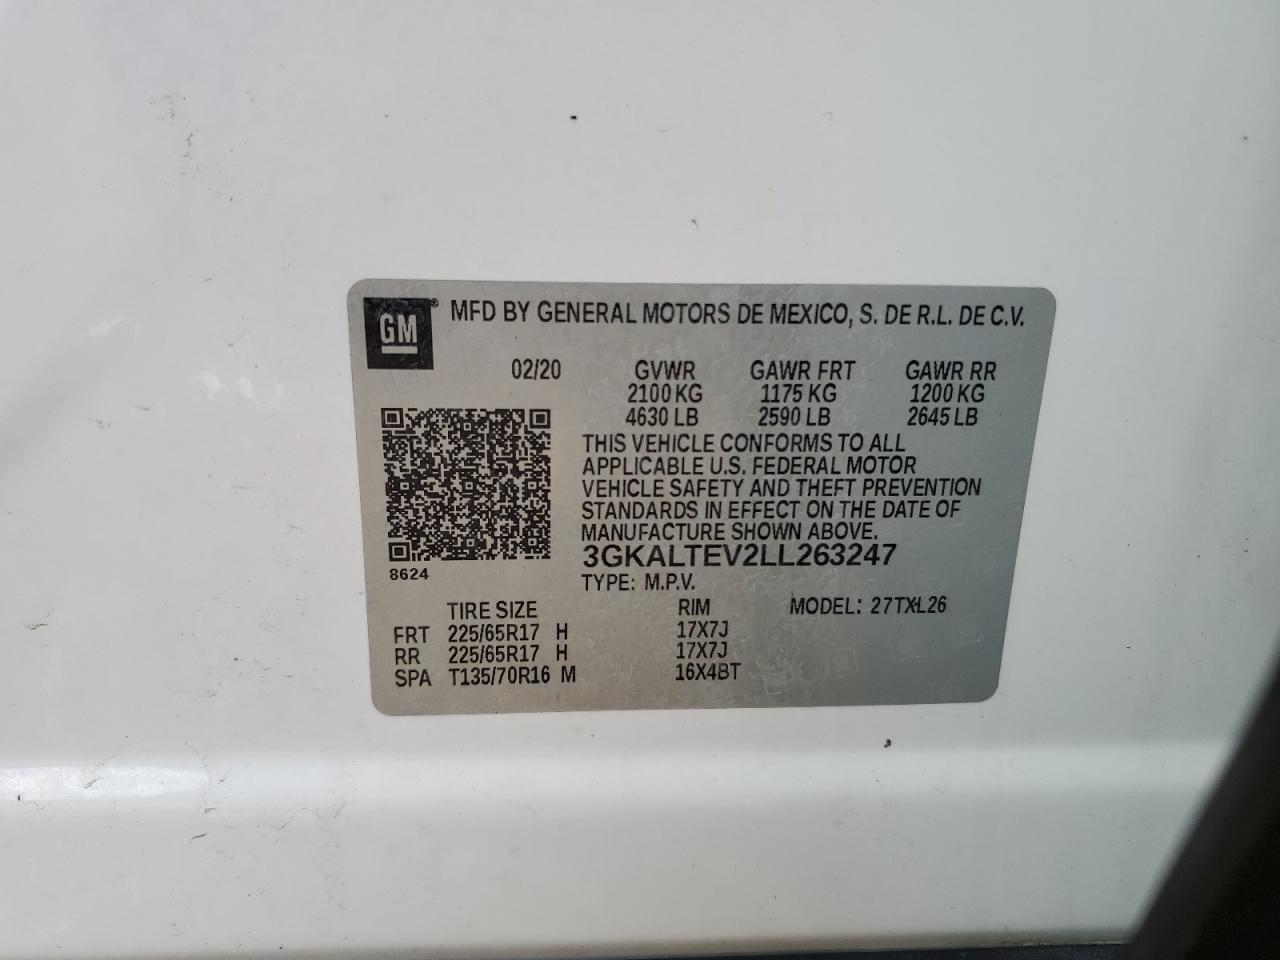 GM ® MFD BY GENERAL MOTORS DE MEXICO, S. DE R.L. DE C.V.
02/20 GVWR GAWR FRT GAWR RR
2100 KG 1175 KG 1200 KG
4630 LB 2590 LB 2645 LB
THIS VEHICLE CONFORMS TO ALL
APPLICABLE U.S. FEDERAL MOTOR
VEHICLE SAFETY AND THEFT PREVENTION
STANDARDS IN EFFECT ON THE DATE OF
MANUFACTURE SHOWN ABOVE.
3GKALTEV2LL263247
8624
TYPE: M.P.V.
TIRE SIZE RIM MODEL: 27TXL26
FRT 225/65R17 H 17X7J
RR 225/65R17 H 17X7J
SPA T135/70R16 M 16X4BT